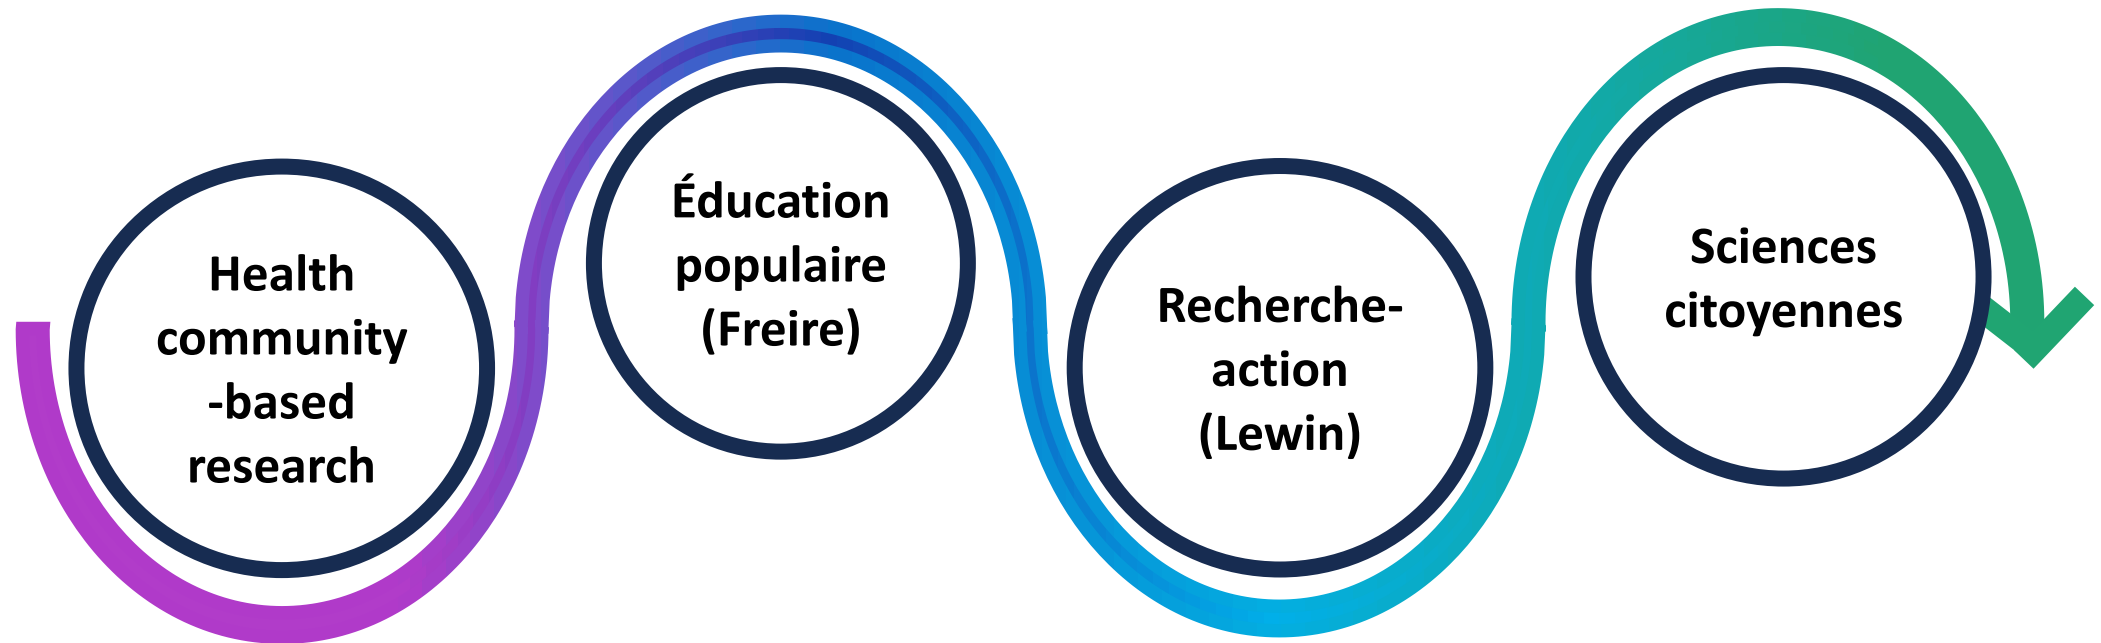 Health
community
-based
research
Éducation
populaire
(Freire)
Recherche-
action
(Lewin)
Sciences
citoyennes